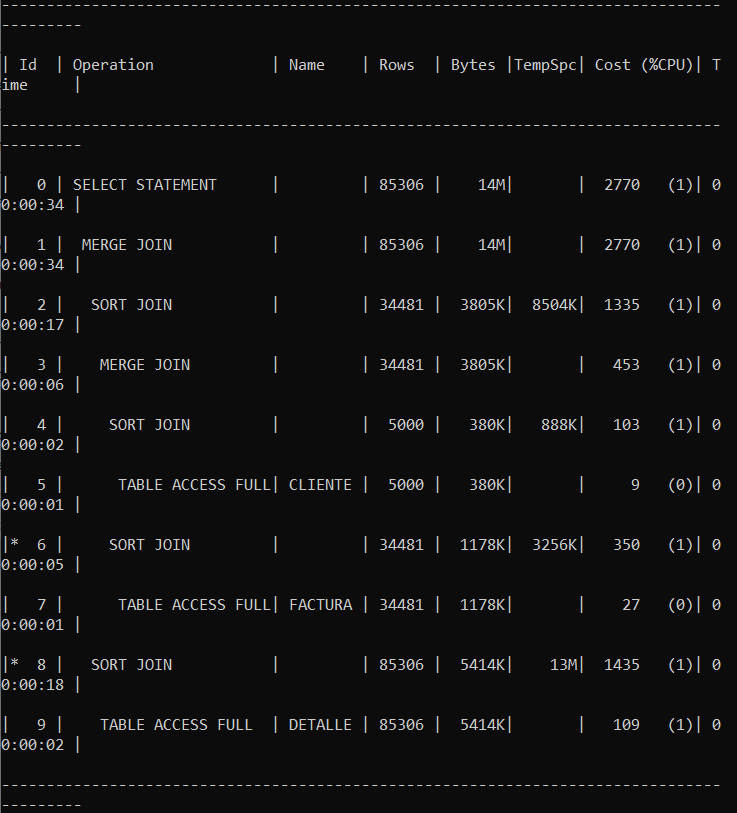 --------------------------------------------------------------------------------
---------
| Id  | Operation             | Name    | Rows  | Bytes |TempSpc| Cost (%CPU)| T
ime     |
--------------------------------------------------------------------------------
---------
|   0 | SELECT STATEMENT      |         | 85306 |    14M|       |  2770   (1)| 0
0:00:34 |
|   1 |  MERGE JOIN           |         | 85306 |    14M|       |  2770   (1)| 0
0:00:34 |
|   2 |   SORT JOIN           |         | 34481 |  3805K|  8504K|  1335   (1)| 0
0:00:17 |
|   3 |    MERGE JOIN         |         | 34481 |  3805K|       |   453   (1)| 0
0:00:06 |
|   4 |     SORT JOIN         |         |  5000 |   380K|   888K|   103   (1)| 0
0:00:02 |
|   5 |      TABLE ACCESS FULL| CLIENTE |  5000 |   380K|       |     9   (0)| 0
0:00:01 |
|*  6 |     SORT JOIN         |         | 34481 |  1178K|  3256K|   350   (1)| 0
0:00:05 |
|   7 |      TABLE ACCESS FULL| FACTURA | 34481 |  1178K|       |    27   (0)| 0
0:00:01 |
|*  8 |   SORT JOIN           |         | 85306 |  5414K|    13M|  1435   (1)| 0
0:00:18 |
|   9 |    TABLE ACCESS FULL  | DETALLE | 85306 |  5414K|       |   109   (1)| 0
0:00:02 |
--------------------------------------------------------------------------------
---------